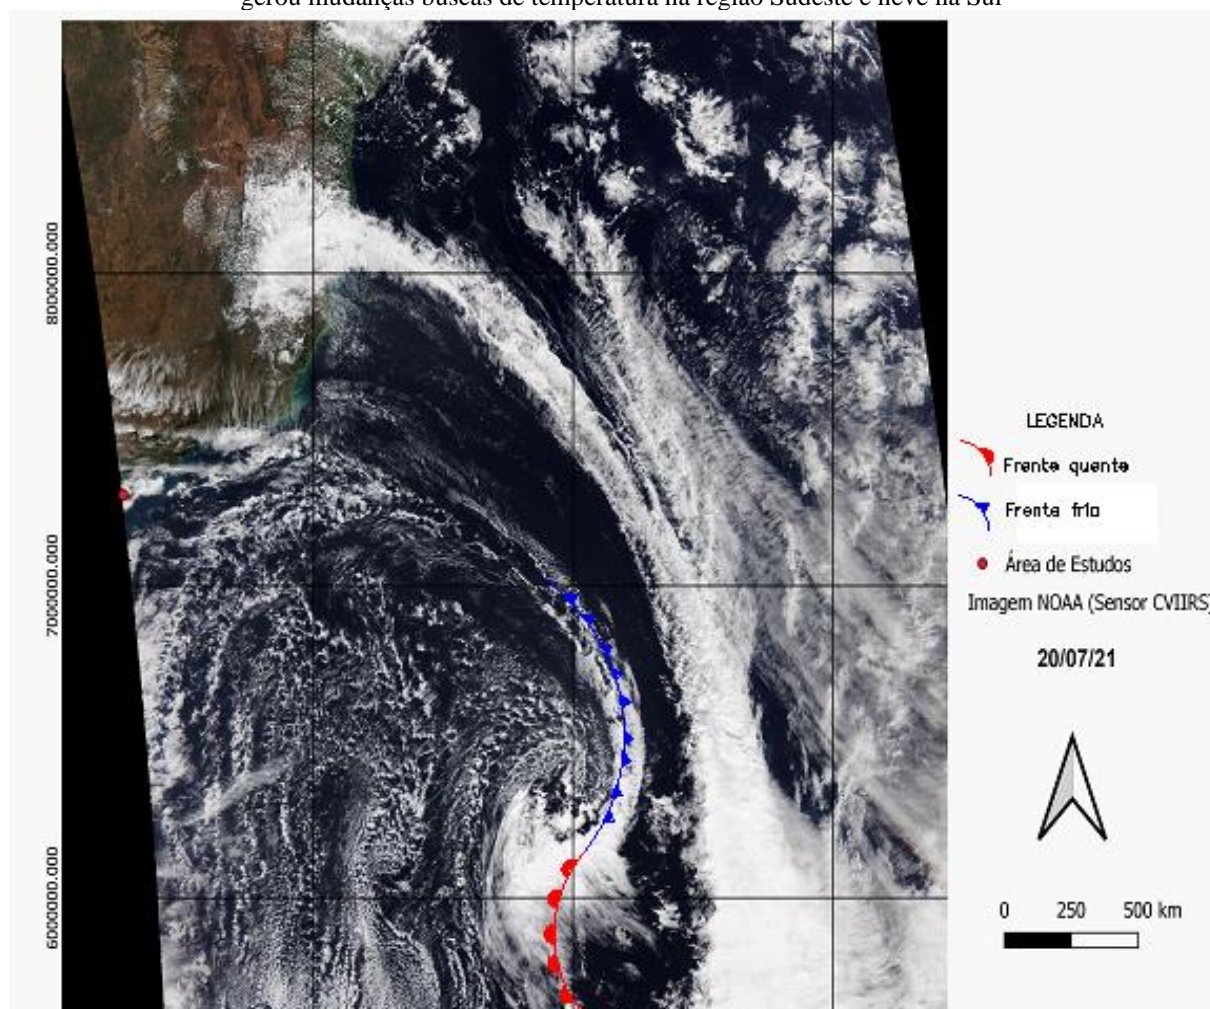 gerou mudanças buscas de temperatura na região Sudeste e neve na Sul
8000000.000
7000000.000
6000000.000
LEGENDA
Frente quente
Frente fria
Área de Estudos
Imagem NOAA (Sensor CVIIRS)
20/07/21
0 250 500 km